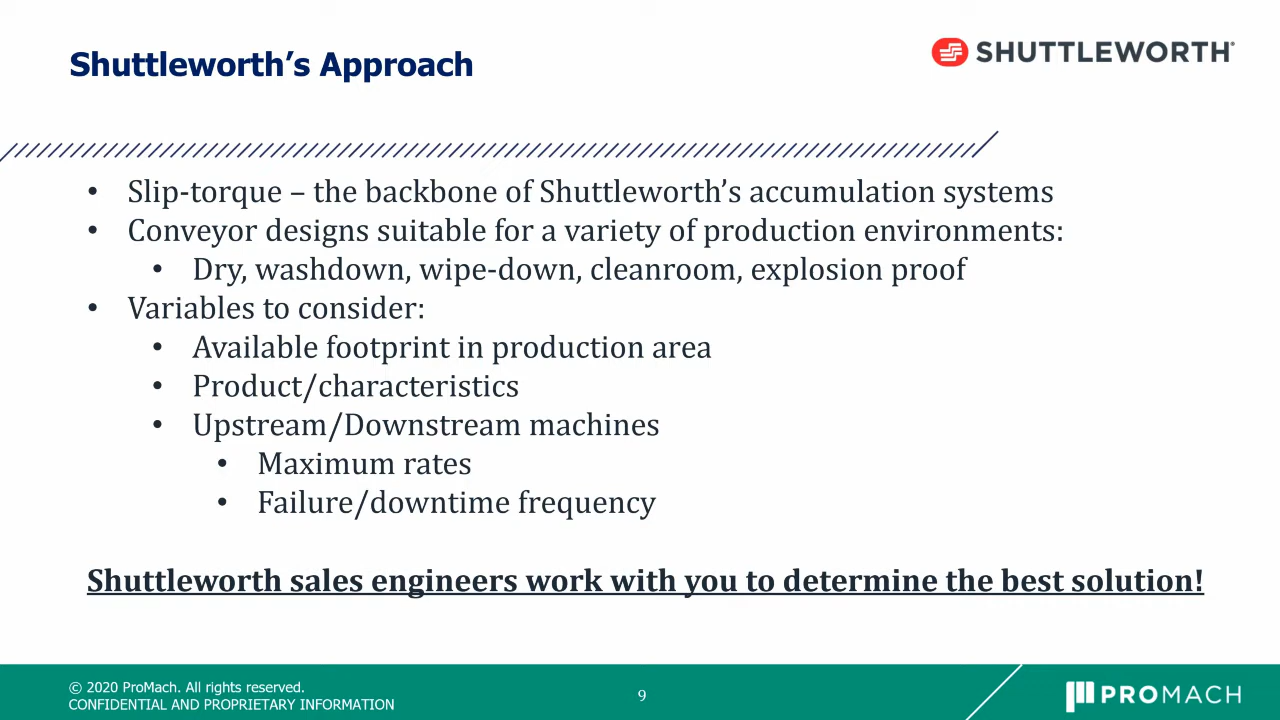 Shuttleworth’s Approach
SHUTTLEWORTH®
• Slip-torque – the backbone of Shuttleworth’s accumulation systems
• Conveyor designs suitable for a variety of production environments:
• Dry, washdown, wipe-down, cleanroom, explosion proof
• Variables to consider:
• Available footprint in production area
• Product/characteristics
• Upstream/Downstream machines
• Maximum rates
• Failure/downtime frequency
Shuttleworth sales engineers work with you to determine the best solution!
© 2020 ProMach. All rights reserved.
CONFIDENTIAL AND PROPRIETARY INFORMATION
9
PROMACH